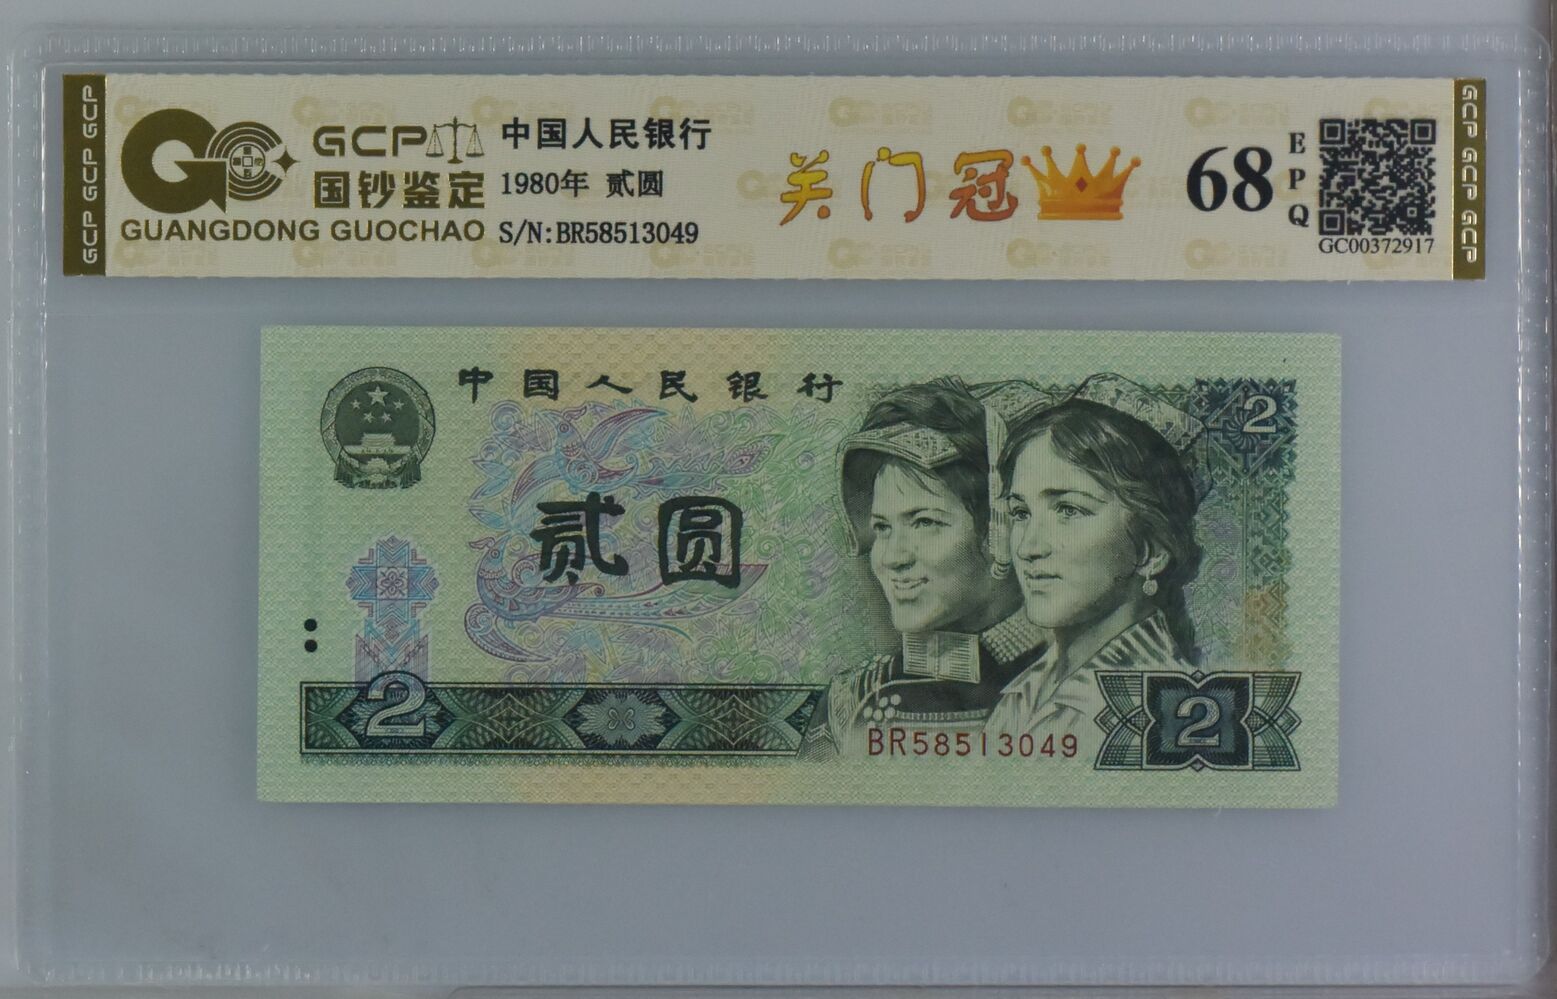 GCP GCP GCP
GCP
国钞鉴定
GUANGDONG GUOCHAO
中国人民银行
1980年 贰圆
S/N:BR58513049
关门冠
68
EPQ
GC00372917
GCP GCP GCP
中国人民银行
2
贰圆
2
BR58513049
2